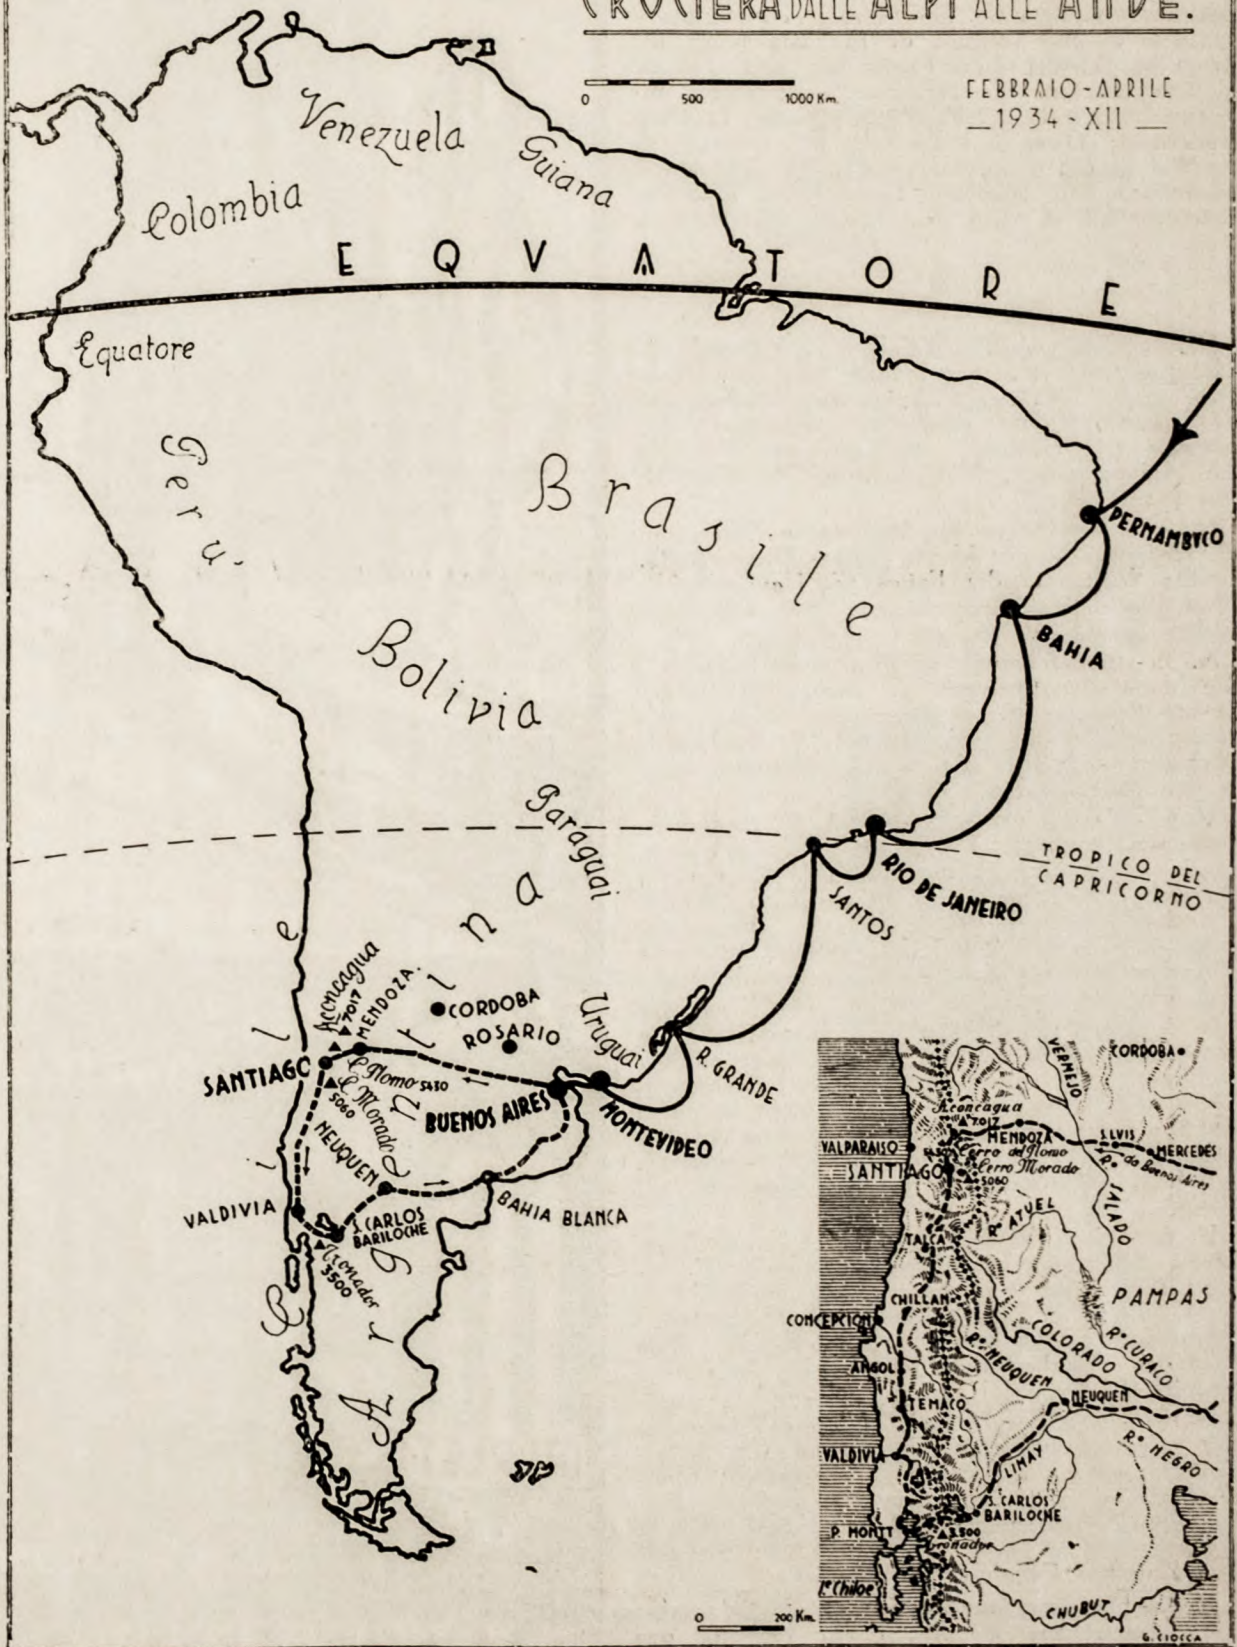 CROCIERA DALLE ALPI ALLE ANDE.
0 500 1000 Km.
FEBBRAIO - APRILE
1934 - XII
Venezuela
Guiana
Colombia
EQVATORE
Equatore
Perù
Brasile
PERNAMBVCO
BAHIA
Bolivia
Paraguai
TROPICO DEL
CAPRICORNO
RIO DE JANEIRO
SANTOS
Cile
Argentina
Aconcagua
7017
MENDOZA.
CORDOBA
ROSARIO
Uruguai
R. GRANDE
SANTIAGO
C. Plomo 5430
C. Morado
5060
BUENOS AIRES
MONTEVIDEO
NEUQUEN
VALDIVIA
S. CARLOS
BARILOCHE
BAHIA BLANCA
Tronador
3500
VERMEJO
CORDOBA
Aconcagua
7017
MENDOZA
S. LVIS
MERCEDES
da Buenos Aires
VALPARAISO
5430
Cerro del Plomo
SANTIAGO
Cerro Morado
5060
R° SALADO
R° ATUEL
TALCA
PAMPAS
CHILLAN
CONCEPCION
COLORADO
R° CURACO
R° NEUQUEN
ANGOL
NEUQUEN
TEMACO
R° NEGRO
VALDIVIA
LIMAY
S. CARLOS
BARILOCHE
P. MONTT
3.500
Tronador
I.ª Chiloe
CHUBUT
0 200 Km.
G. CIOCCA